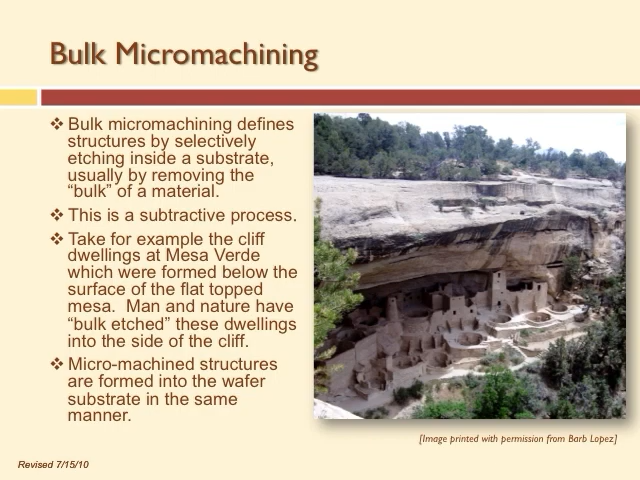 Bulk Micromachining
❖ Bulk micromachining defines
structures by selectively
etching inside a substrate,
usually by removing the
“bulk” of a material.
❖ This is a subtractive process.
❖ Take for example the cliff
dwellings at Mesa Verde
which were formed below the
surface of the flat topped
mesa.  Man and nature have
“bulk etched” these dwellings
into the side of the cliff.
❖ Micro-machined structures
are formed into the wafer
substrate in the same
manner.
[Image printed with permission from Barb Lopez]
Revised 7/15/10